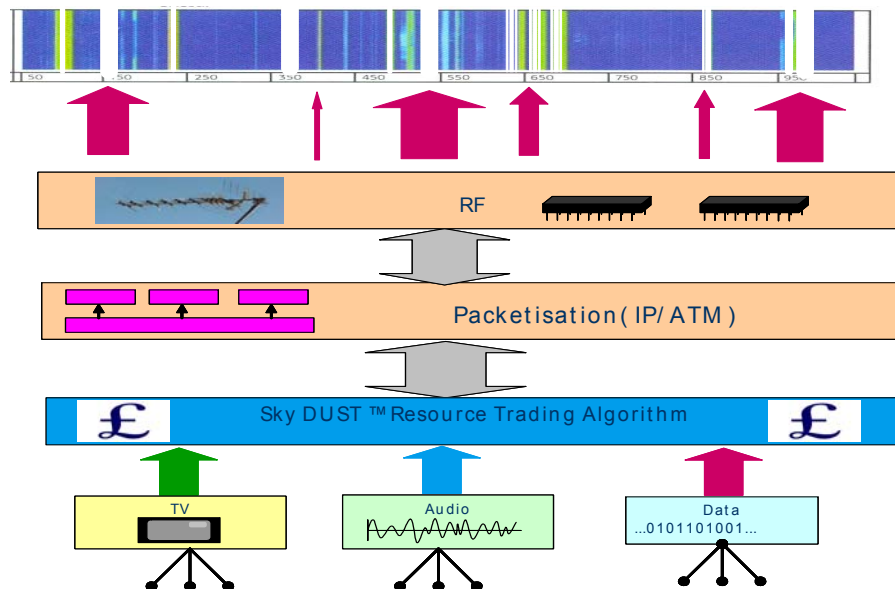 50 .50 250 350 450 550 650 750 850 950
RF
Packetisation ( IP/ ATM )
£ Sky DUST ™ Resource Trading Algorithm £
TV Audio Data
...0101101001...